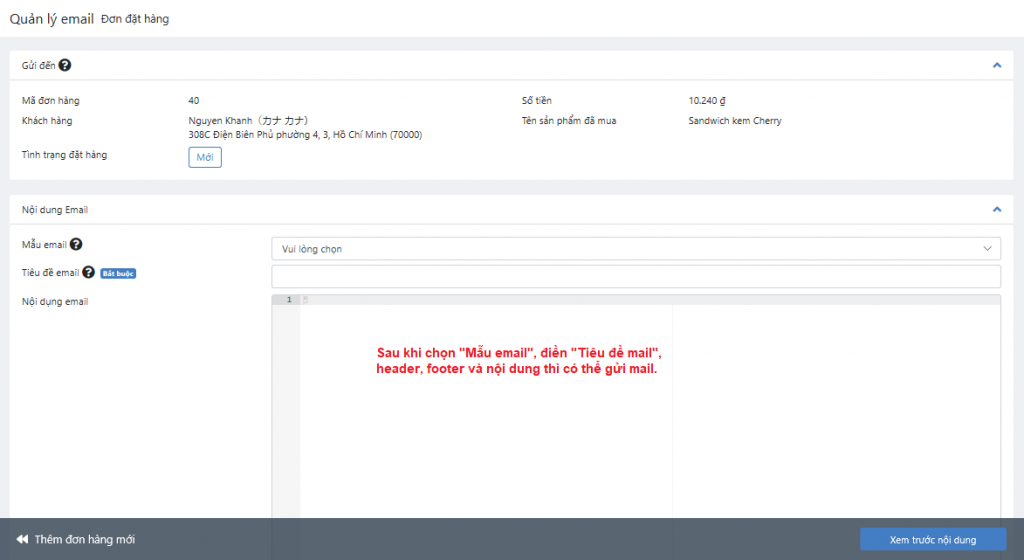 Quản lý email Đơn đặt hàng
Gửi đến ?
Mã đơn hàng 40 Số tiền 10.240 ₫
Khách hàng Nguyen Khanh（カナ カナ） Tên sản phẩm đã mua Sandwich kem Cherry
308C Điện Biên Phủ phường 4, 3, Hồ Chí Minh (70000)
Tình trạng đặt hàng Mới
Nội dung Email
Mẫu email ? Vui lòng chọn
Tiêu đề email ? Bắt buộc
Nội dụng email 1
Sau khi chọn "Mẫu email", điền "Tiêu đề mail",
header, footer và nội dung thì có thể gửi mail.
Thêm đơn hàng mới Xem trước nội dung